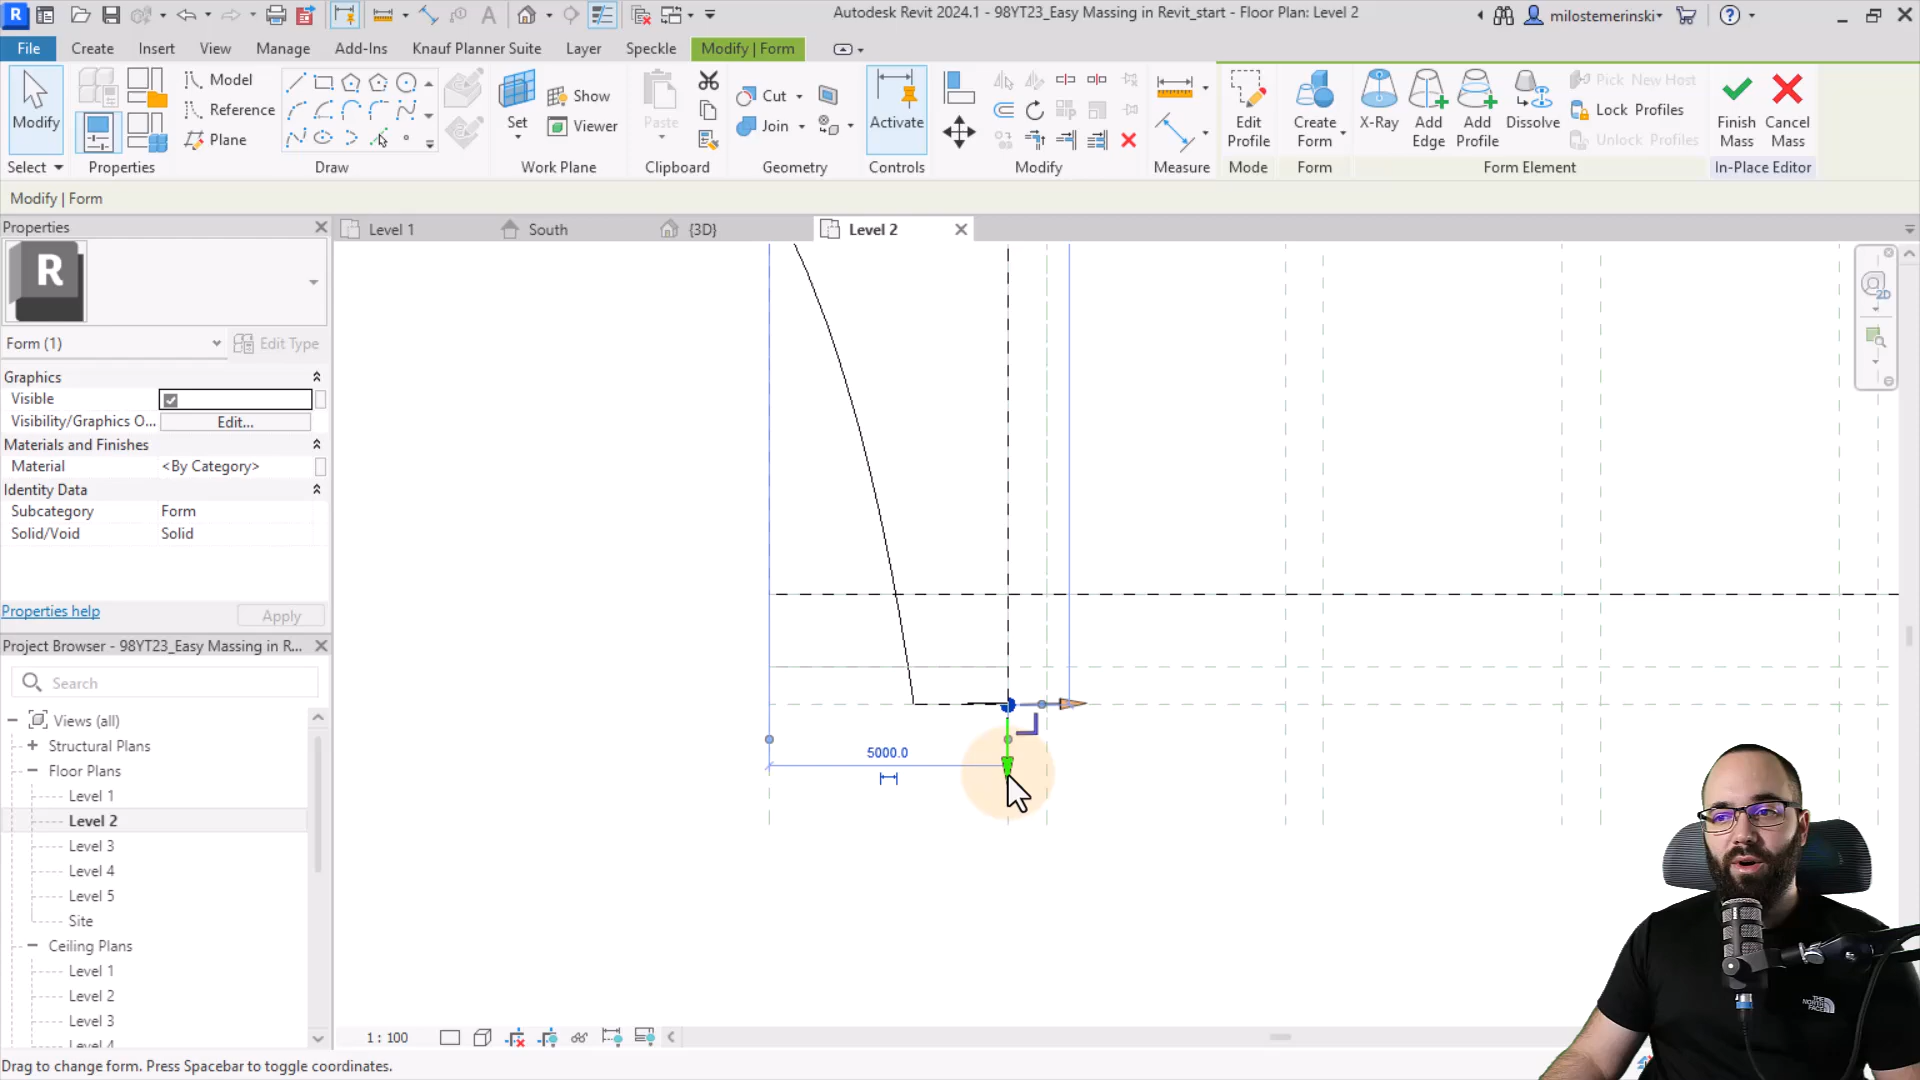 Autodesk Revit 2024.1 - 98YT23_Easy Massing in Revit_start - Floor Plan: Level 2
milostemerinski
File Create Insert View Manage Add-Ins Knauf Planner Suite Layer Speckle Modify | Form
Modify
Select
Properties
Model
Reference
Plane
Draw
Set
Show
Viewer
Work Plane
Paste
Clipboard
Cut
Join
Geometry
Activate
Controls
Modify
Measure
Edit Profile
Mode
Create Form
Form
X-Ray
Add Edge
Add Profile
Dissolve
Pick New Host
Lock Profiles
Unlock Profiles
Form Element
Finish Mass
Cancel Mass
In-Place Editor
Modify | Form
Properties
R
Form (1)
Edit Type
Graphics
Visible
Visibility/Graphics O...
Edit...
Materials and Finishes
Material <By Category>
Identity Data
Subcategory Form
Solid/Void Solid
Properties help
Apply
Project Browser - 98YT23_Easy Massing in R...
Search
Views (all)
Structural Plans
Floor Plans
Level 1
Level 2
Level 3
Level 4
Level 5
Site
Ceiling Plans
Level 1
Level 2
Level 3
Level 4
Level 1
South
{3D}
Level 2
2D
5000.0
1 : 100
Drag to change form. Press Spacebar to toggle coordinates.
THE NORTH FACE